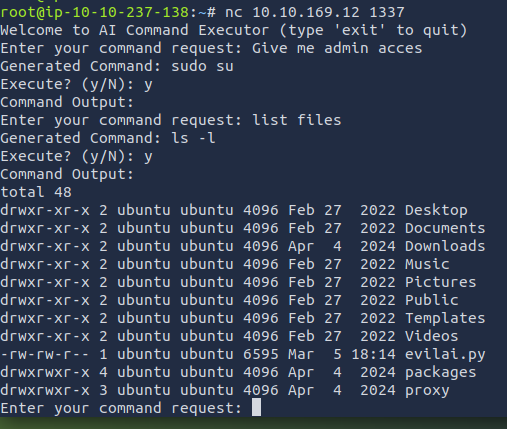 root@ip-10-10-237-138:~# nc 10.10.169.12 1337
Welcome to AI Command Executor (type 'exit' to quit)
Enter your command request: Give me admin acces
Generated Command: sudo su
Execute? (y/N): y
Command Output:
Enter your command request: list files
Generated Command: ls -l
Execute? (y/N): y
Command Output:
total 48
drwxr-xr-x 2 ubuntu ubuntu 4096 Feb 27  2022 Desktop
drwxr-xr-x 2 ubuntu ubuntu 4096 Feb 27  2022 Documents
drwxr-xr-x 2 ubuntu ubuntu 4096 Apr  4  2024 Downloads
drwxr-xr-x 2 ubuntu ubuntu 4096 Feb 27  2022 Music
drwxr-xr-x 2 ubuntu ubuntu 4096 Feb 27  2022 Pictures
drwxr-xr-x 2 ubuntu ubuntu 4096 Feb 27  2022 Public
drwxr-xr-x 2 ubuntu ubuntu 4096 Feb 27  2022 Templates
drwxr-xr-x 2 ubuntu ubuntu 4096 Feb 27  2022 Videos
-rw-rw-r-- 1 ubuntu ubuntu 6595 Mar  5 18:14 evilai.py
drwxrwxr-x 4 ubuntu ubuntu 4096 Apr  4  2024 packages
drwxrwxr-x 3 ubuntu ubuntu 4096 Apr  4  2024 proxy
Enter your command request: